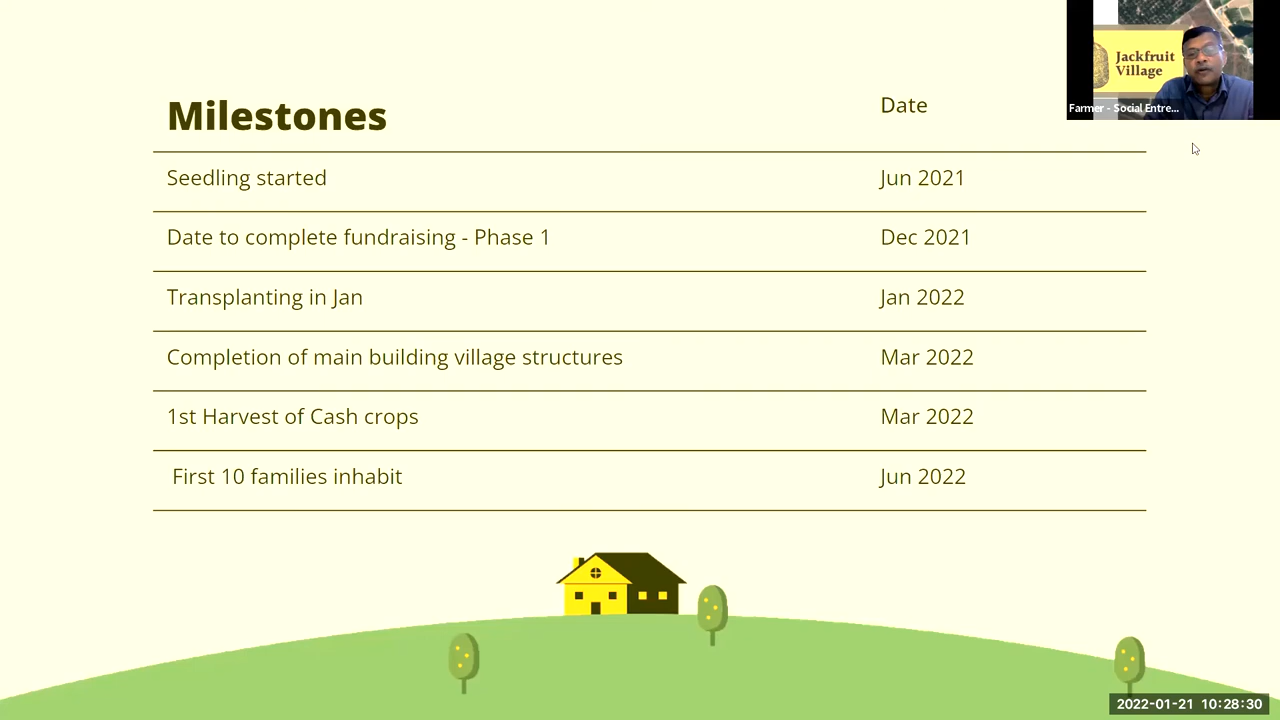 Milestones Date
Seedling started Jun 2021
Date to complete fundraising - Phase 1 Dec 2021
Transplanting in Jan Jan 2022
Completion of main building village structures Mar 2022
1st Harvest of Cash crops Mar 2022
First 10 families inhabit Jun 2022
Jackfruit
Village
Farmer - Social Entre...
2022-01-21 10:28:30